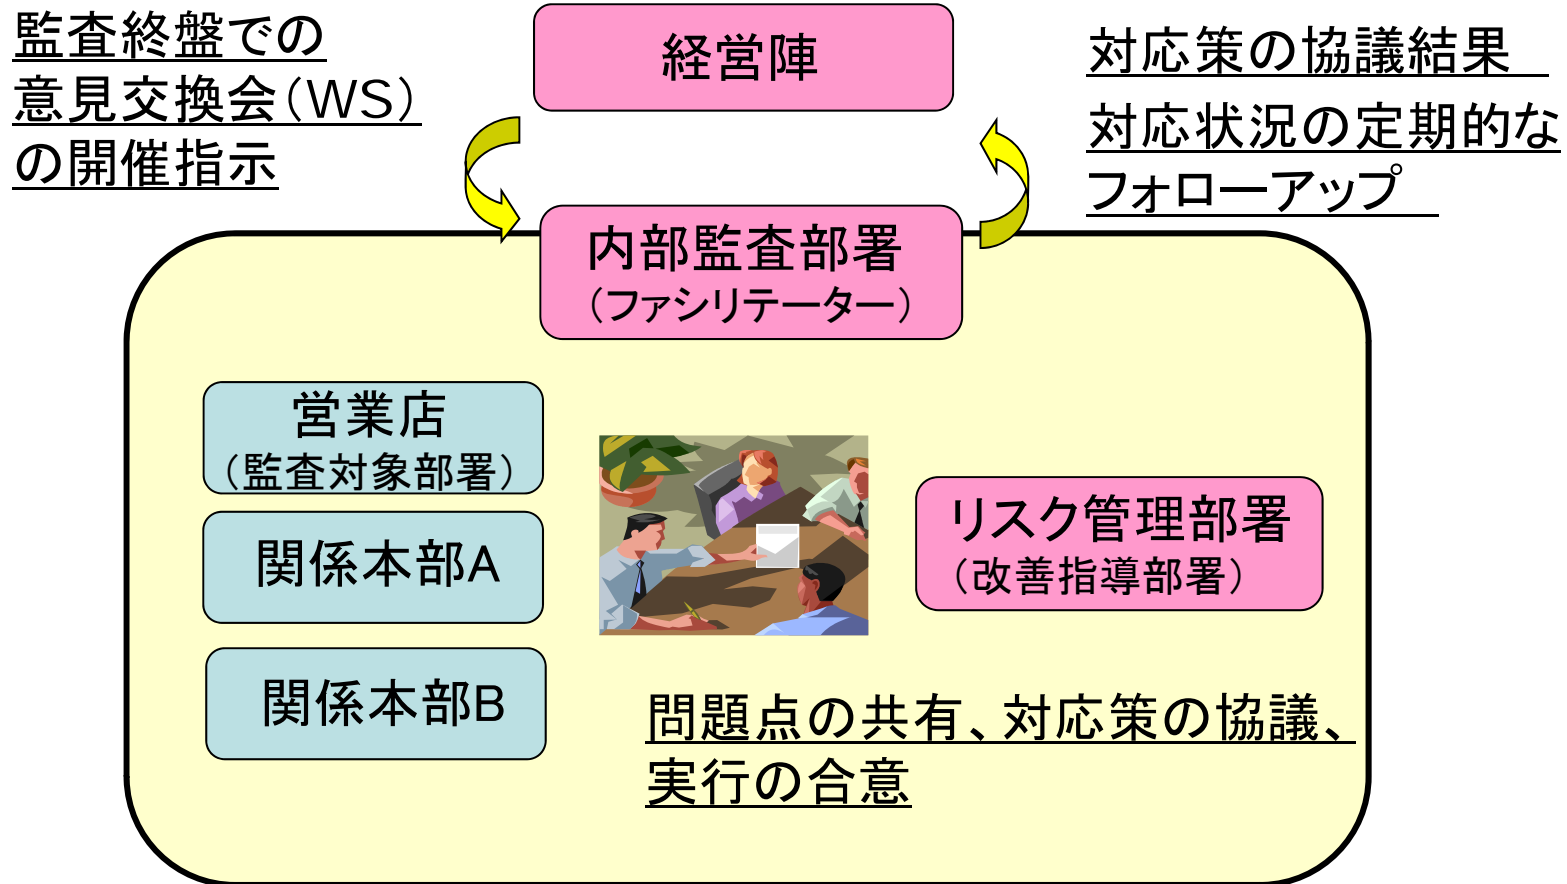 監査終盤での
意見交換会（WS）
の開催指示
経営陣
対応策の協議結果
対応状況の定期的な
フォローアップ
内部監査部署
（ファシリテーター）
営業店
（監査対象部署）
関係本部A
関係本部B
リスク管理部署
（改善指導部署）
問題点の共有、対応策の協議、
実行の合意